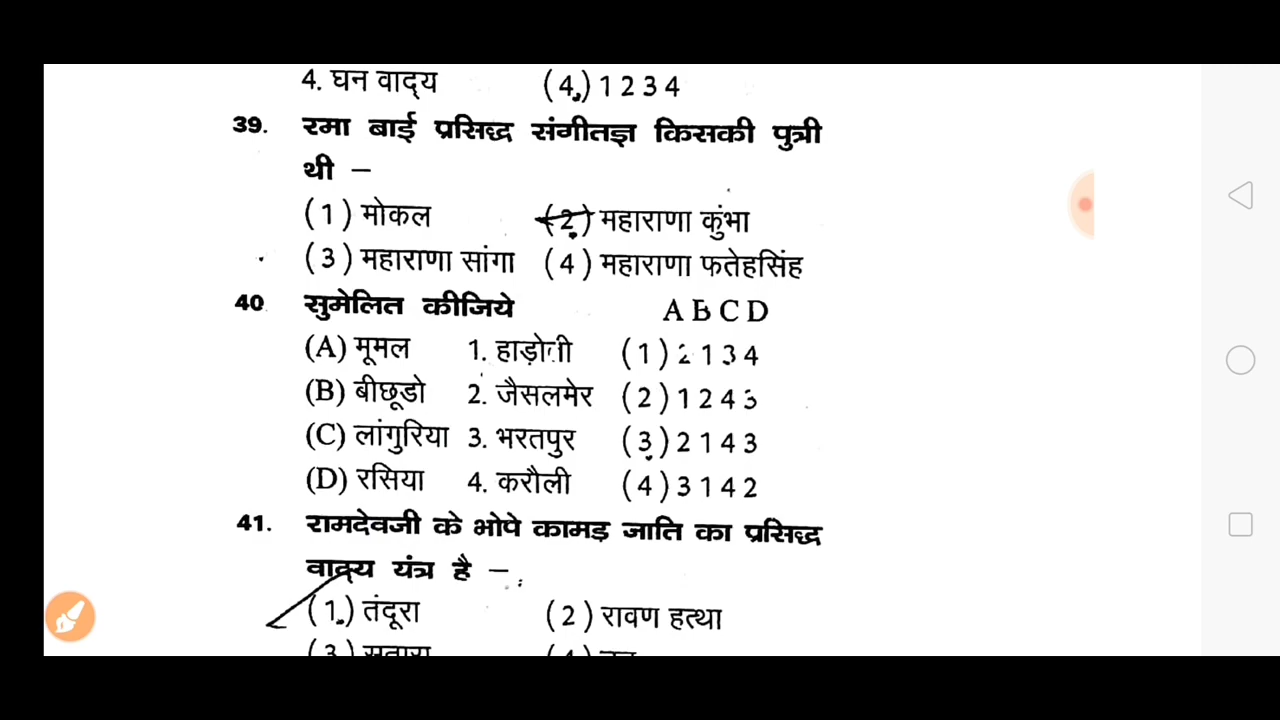 4. घन वाद्य (4) 1 2 3 4
39. रमा बाई प्रसिद्ध संगीतज्ञ किसकी पुत्री
थी –
(1) मोकल (2) महाराणा कुंभा
(3) महाराणा सांगा (4) महाराणा फतेहसिंह
40 सुमेलित कीजिये A B C D
(A) मूमल 1. हाड़ोती (1) 2 1 3 4
(B) बीछूडो 2. जैसलमेर (2) 1 2 4 3
(C) लांगुरिया 3. भरतपुर (3) 2 1 4 3
(D) रसिया 4. करौली (4) 3 1 4 2
41. रामदेवजी के भोपे कामड़ जाति का प्रसिद्ध
वाद्य यंत्र है –
(1) तंदूरा (2) रावण हत्था
(3) (4)